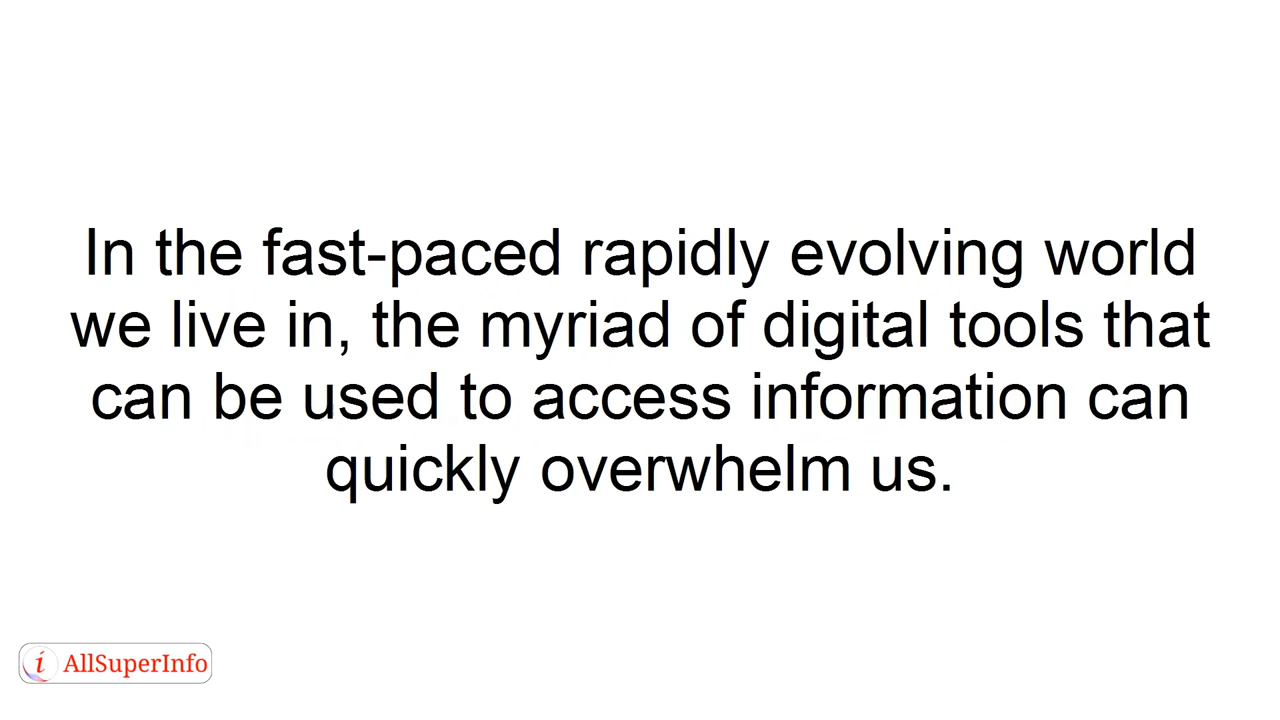 In the fast-paced rapidly evolving world
we live in, the myriad of digital tools that
can be used to access information can
quickly overwhelm us.
i AllSuperInfo